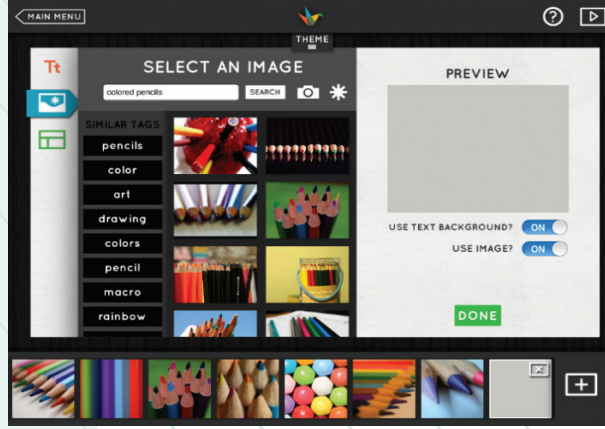 MAIN MENU
THEME
Tt
SELECT AN IMAGE
colored pencils
SEARCH
SIMILAR TAGS
pencils
color
art
drawing
colors
pencil
macro
rainbow
PREVIEW
USE TEXT BACKGROUND? ON
USE IMAGE? ON
DONE